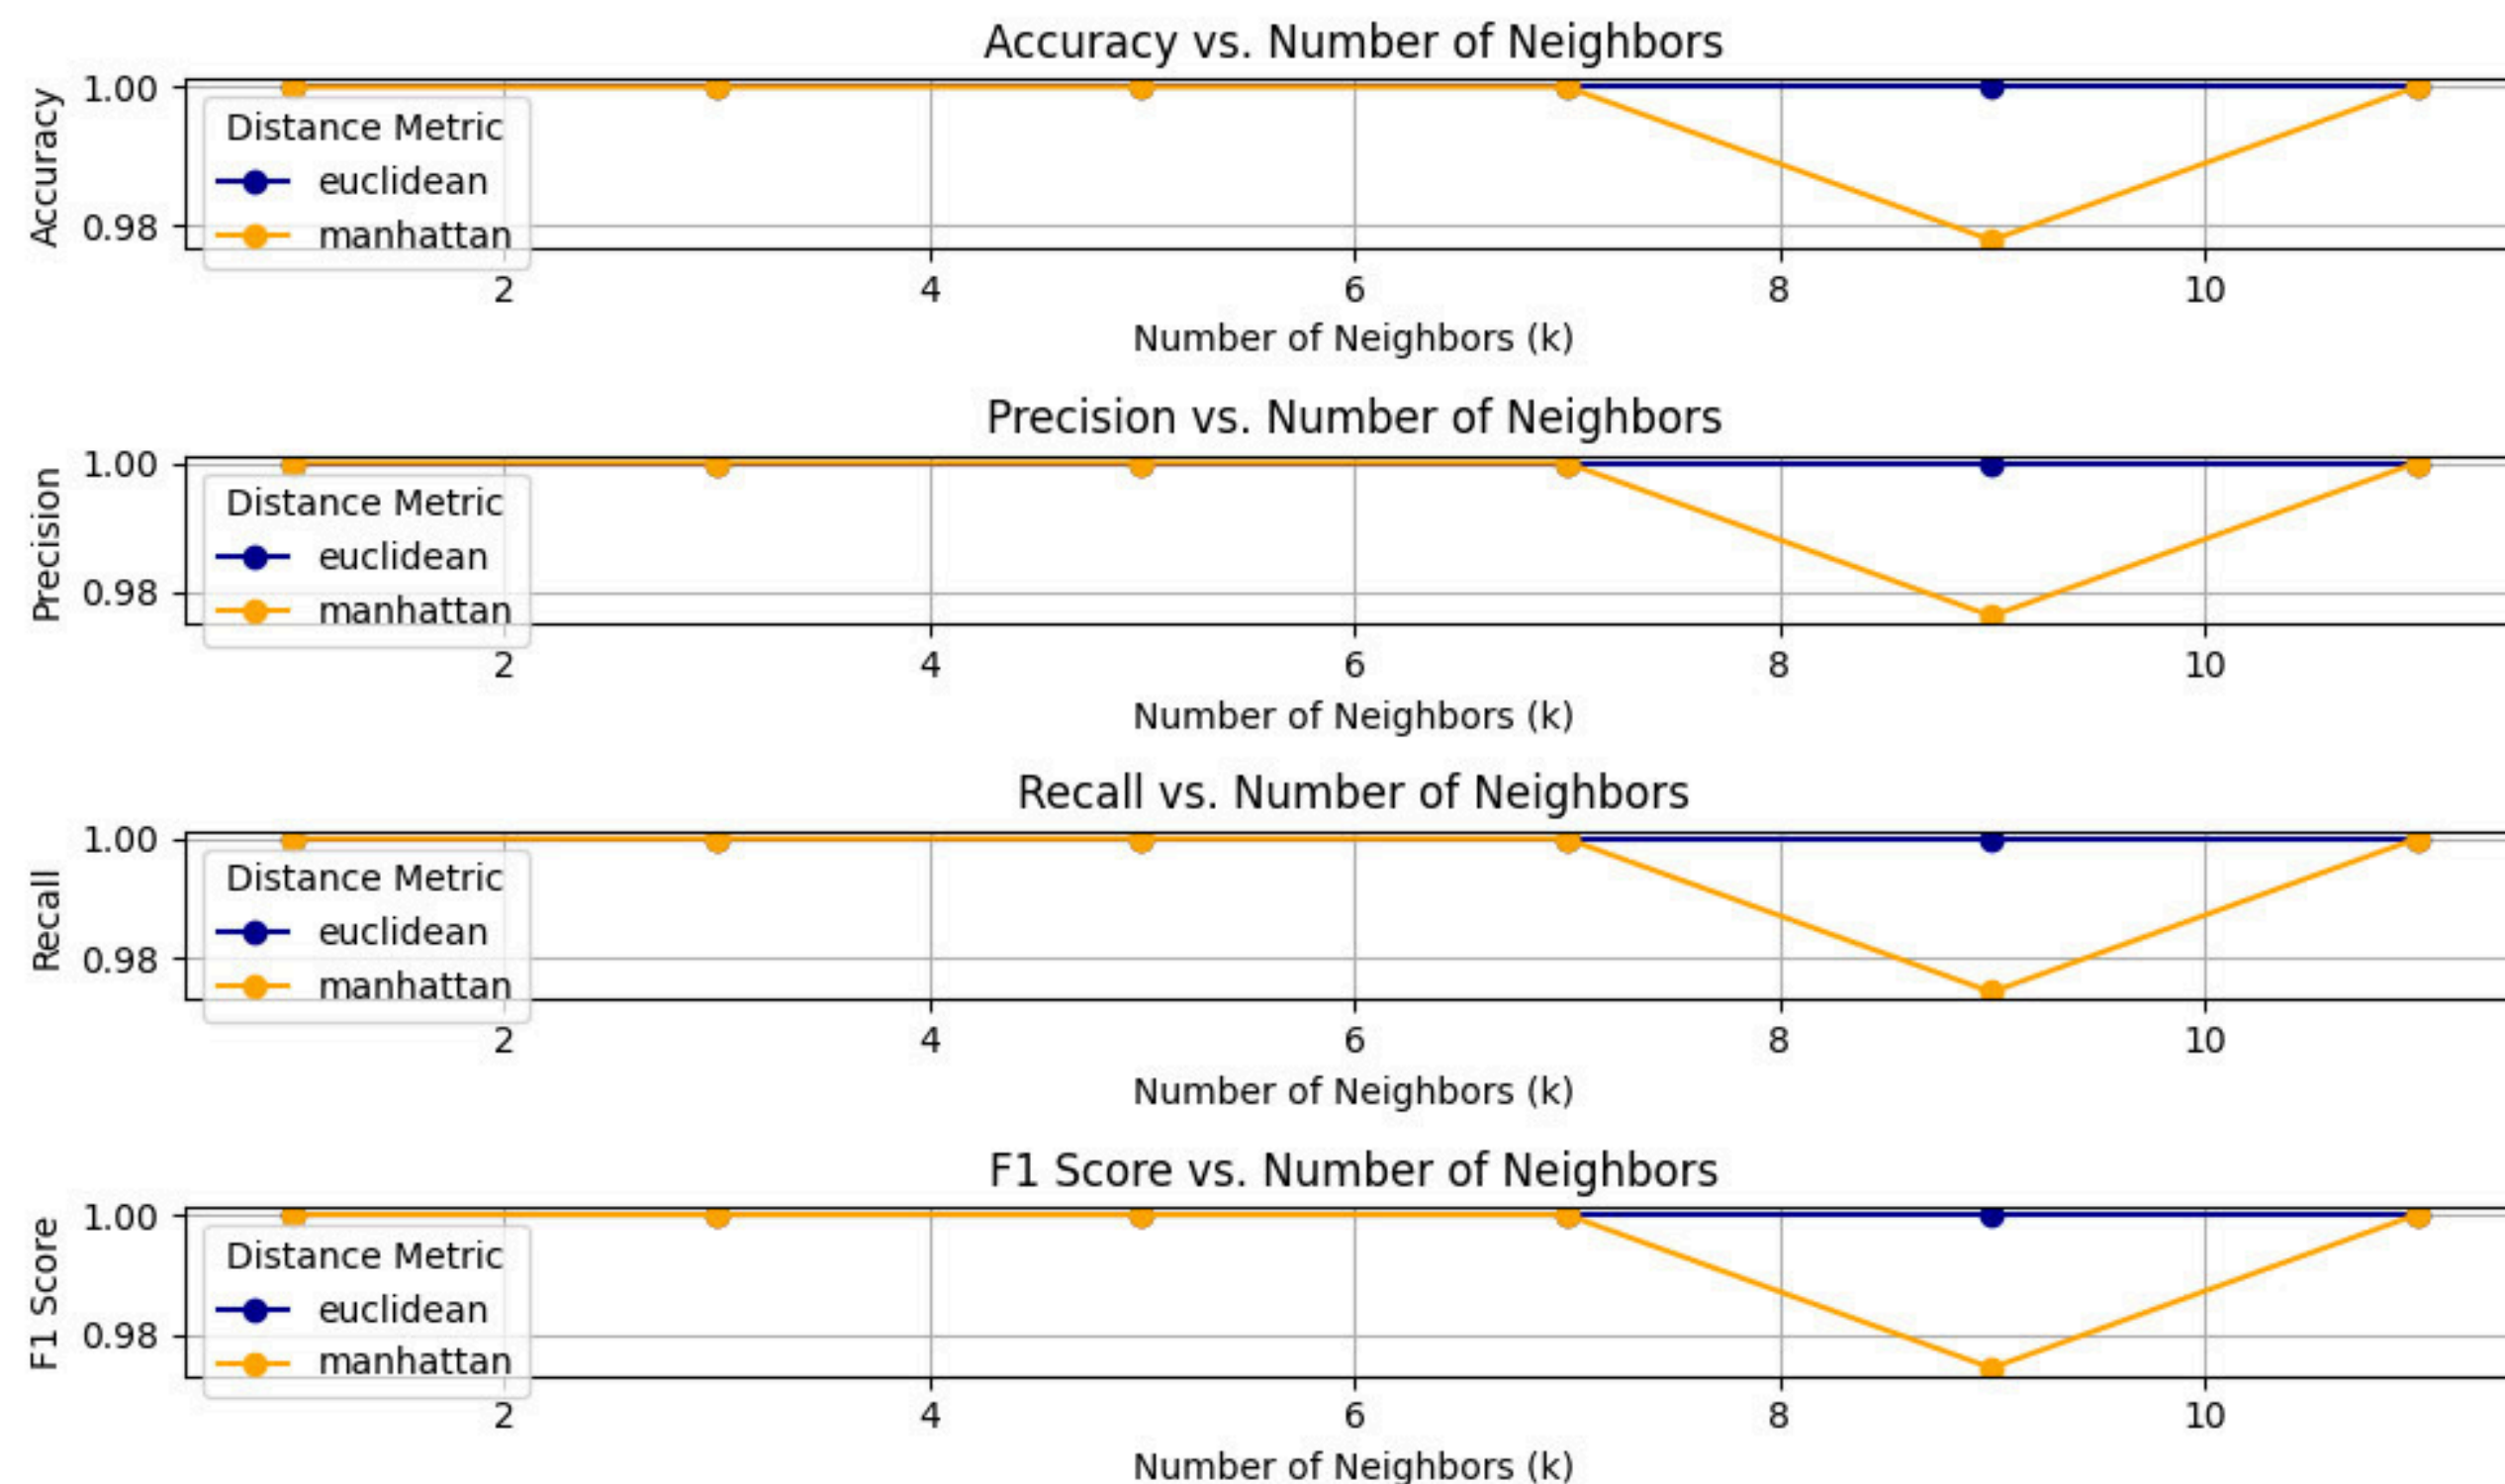 Accuracy vs. Number of Neighbors
Accuracy
1.00
0.98
Distance Metric
euclidean
manhattan
2 4 6 8 10
Number of Neighbors (k)
Precision vs. Number of Neighbors
Precision
1.00
0.98
Distance Metric
euclidean
manhattan
2 4 6 8 10
Number of Neighbors (k)
Recall vs. Number of Neighbors
Recall
1.00
0.98
Distance Metric
euclidean
manhattan
2 4 6 8 10
Number of Neighbors (k)
F1 Score vs. Number of Neighbors
F1 Score
1.00
0.98
Distance Metric
euclidean
manhattan
2 4 6 8 10
Number of Neighbors (k)